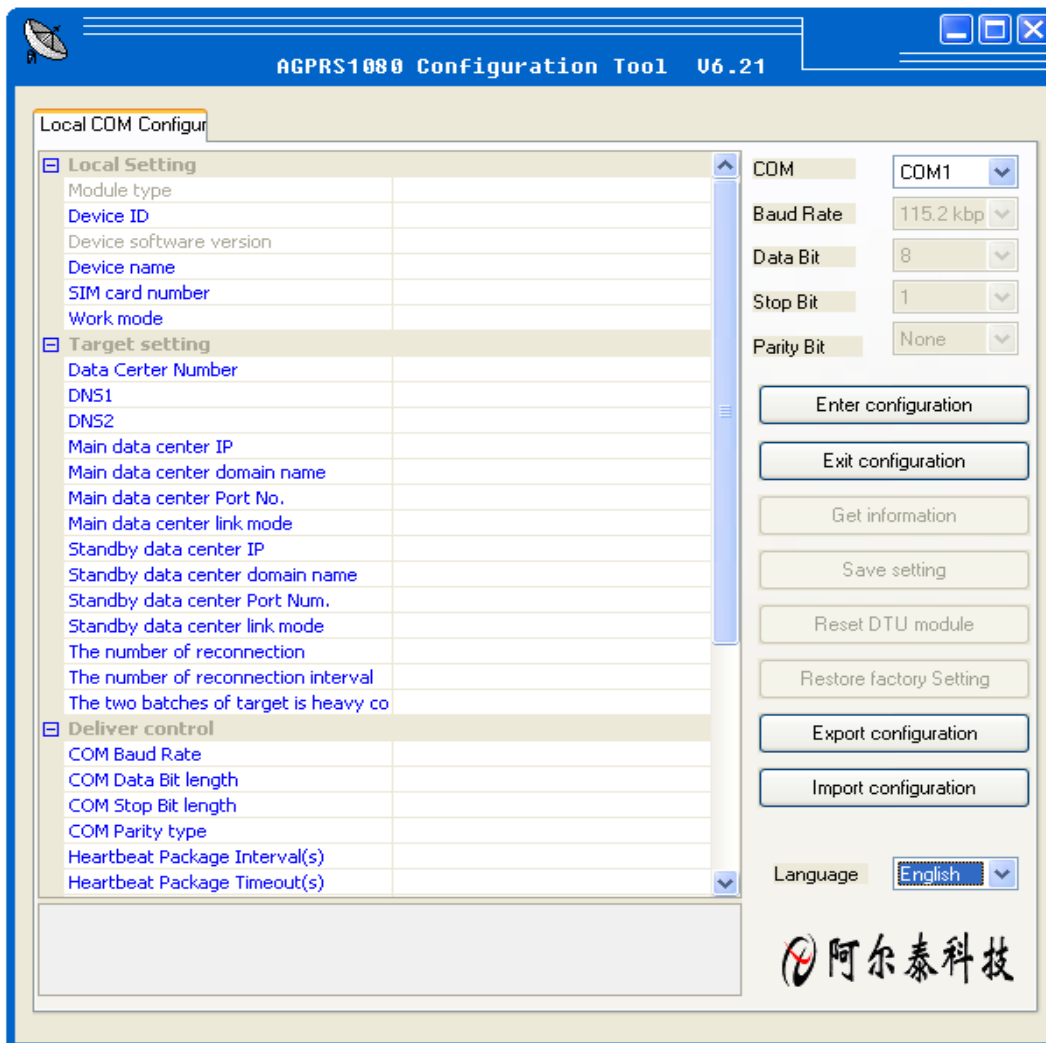 AGPRS1080 Configuration Tool V6.21
Local COM Configur
Local Setting
Module type
Device ID
Device software version
Device name
SIM card number
Work mode
Target setting
Data Certer Number
DNS1
DNS2
Main data center IP
Main data center domain name
Main data center Port No.
Main data center link mode
Standby data center IP
Standby data center domain name
Standby data center Port Num.
Standby data center link mode
The number of reconnection
The number of reconnection interval
The two batches of target is heavy co
Deliver control
COM Baud Rate
COM Data Bit length
COM Stop Bit length
COM Parity type
Heartbeat Package Interval(s)
Heartbeat Package Timeout(s)
COM COM1
Baud Rate 115.2 kbp
Data Bit 8
Stop Bit 1
Parity Bit None
Enter configuration
Exit configuration
Get information
Save setting
Reset DTU module
Restore factory Setting
Export configuration
Import configuration
Language English
阿尔泰科技